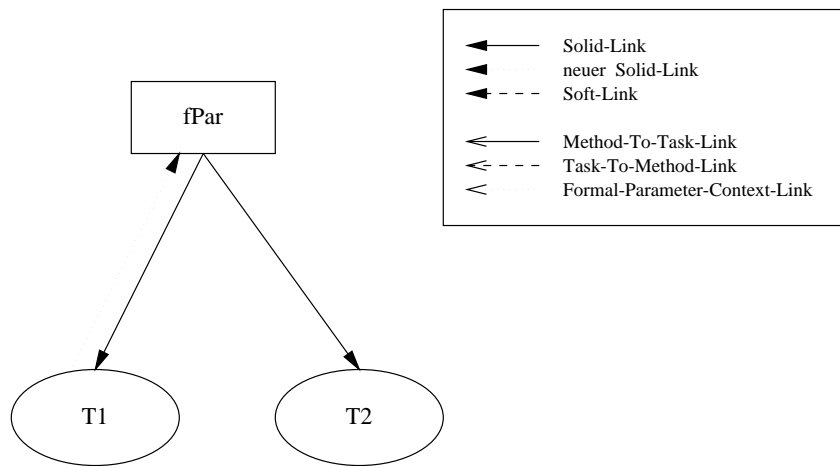 Solid-Link
neuer Solid-Link
Soft-Link
Method-To-Task-Link
Task-To-Method-Link
Formal-Parameter-Context-Link
fPar
T1
T2